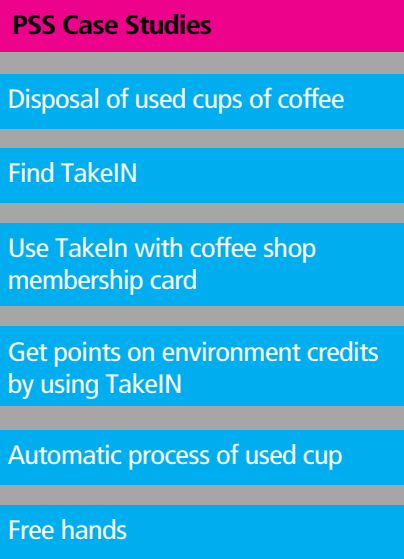 PSS Case Studies
Disposal of used cups of coffee
Find TakeIN
Use TakeIn with coffee shop
membership card
Get points on environment credits
by using TakeIN
Automatic process of used cup
Free hands